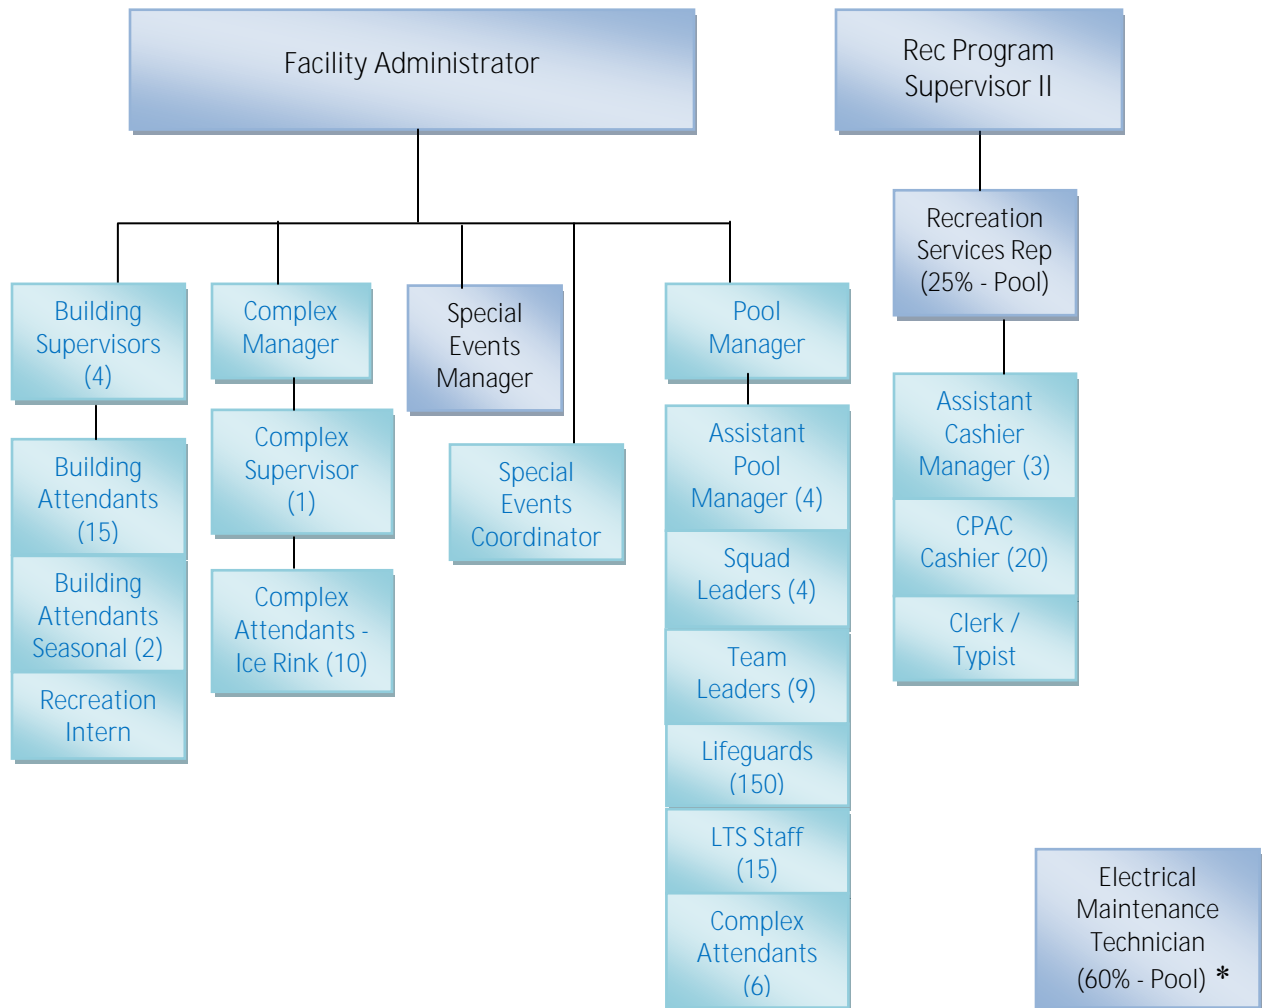 Facility Administrator
Rec Program
Supervisor II
Recreation
Services Rep
(25% - Pool)
Building
Supervisors
(4)
Complex
Manager
Special
Events
Manager
Pool
Manager
Building
Attendants
(15)
Building
Attendants
Seasonal (2)
Recreation
Intern
Complex
Supervisor
(1)
Complex
Attendants -
Ice Rink (10)
Special
Events
Coordinator
Assistant
Pool
Manager (4)
Squad
Leaders (4)
Team
Leaders (9)
Lifeguards
(150)
LTS Staff
(15)
Complex
Attendants
(6)
Assistant
Cashier
Manager (3)
CPAC
Cashier (20)
Clerk /
Typist
Electrical
Maintenance
Technician
(60% - Pool) *